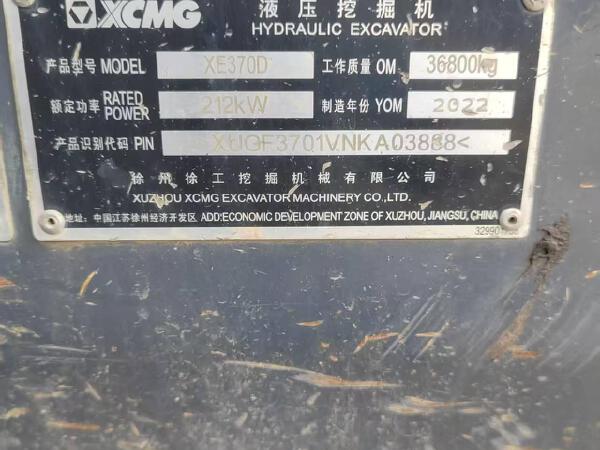 XCMG
液压挖掘机
HYDRAULIC EXCAVATOR
产品型号 MODEL XE370D 工作质量 OM 36800kg
额定功率 RATED POWER 212kW 制造年份 YOM 2022
产品识别代码 PIN XUGF3701VNKA03888<
徐州徐工挖掘机械有限公司
XUZHOU XCMG EXCAVATOR MACHINERY CO.,LTD.
地址: 中国江苏徐州经济开发区 ADD:ECONOMIC DEVELOPMENT ZONE OF XUZHOU, JIANGSU, CHINA